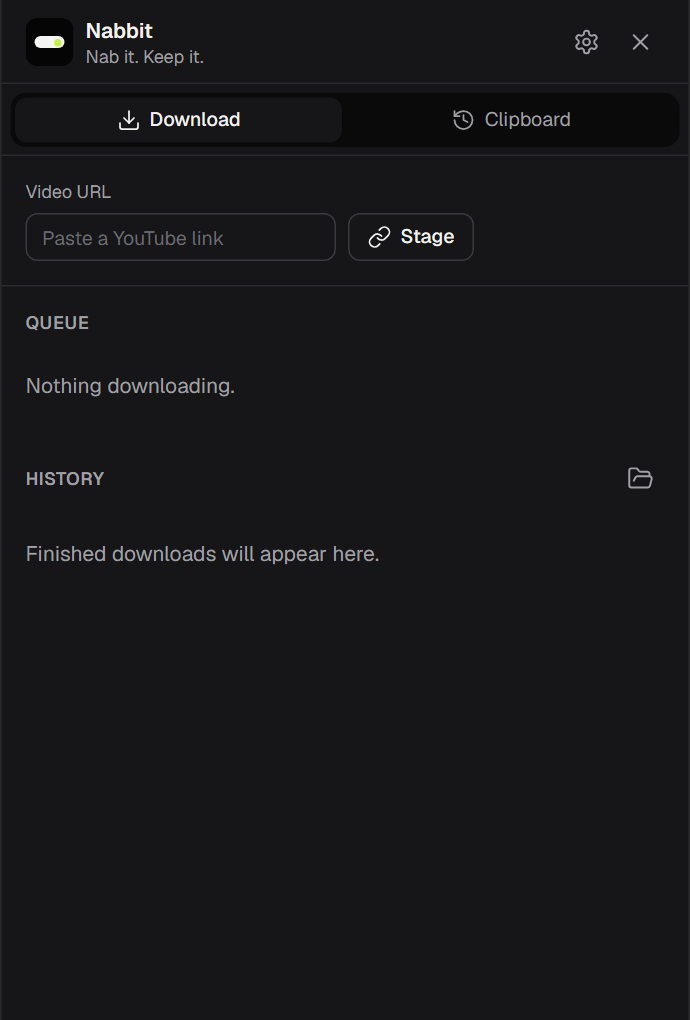 Nabbit
Nab it. Keep it.
Download
Clipboard
Video URL
Paste a YouTube link
Stage
QUEUE
Nothing downloading.
HISTORY
Finished downloads will appear here.